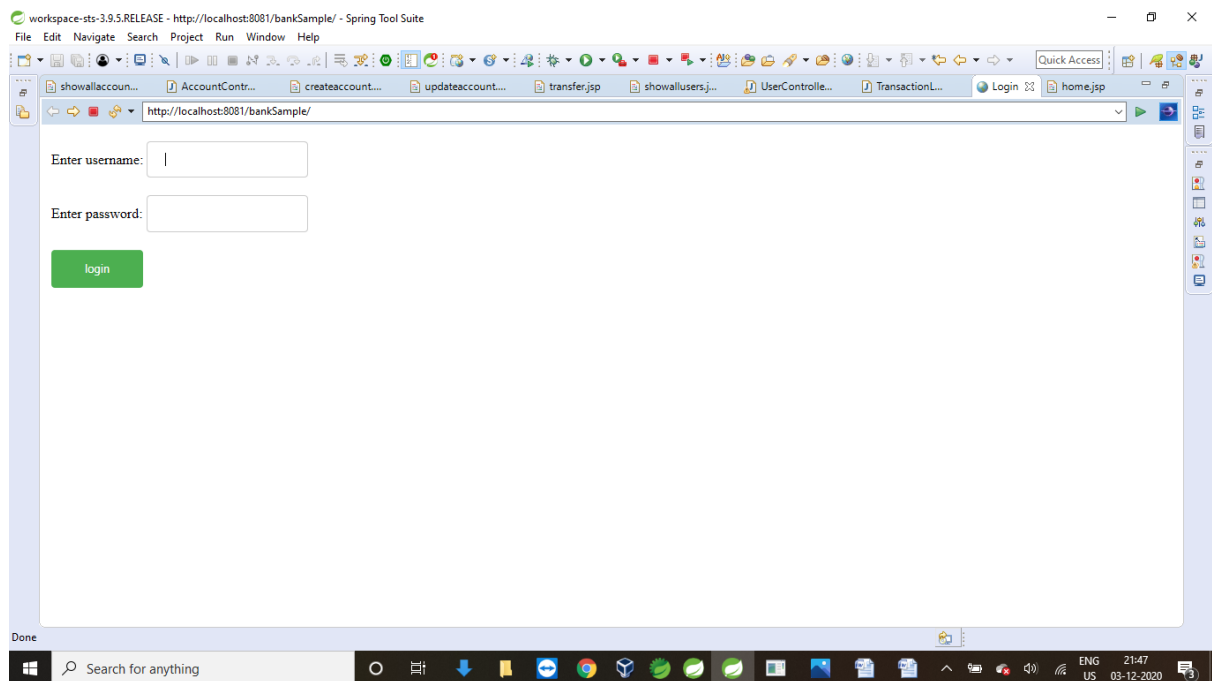 workspace-sts-3.9.5.RELEASE - http://localhost:8081/bankSample/ - Spring Tool Suite
File Edit Navigate Search Project Run Window Help
Quick Access
showallaccoun... AccountContr... createaccount... updateaccount... transfer.jsp showallusers.j... UserControlle... TransactionL... Login home.jsp
http://localhost:8081/bankSample/
Enter username:
Enter password:
login
Done
Search for anything
ENG 21:47
US 03-12-2020
3